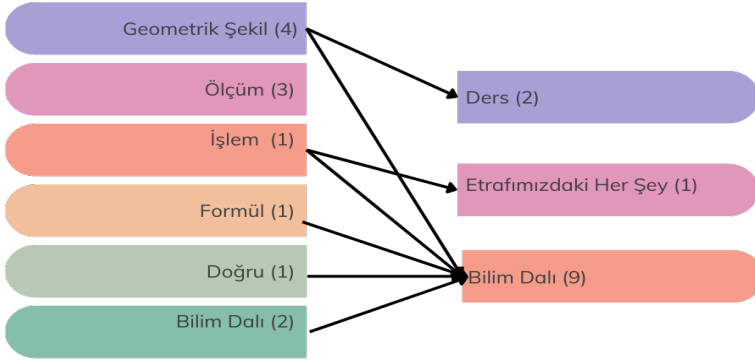 Geometrik Şekil (4)
Ölçüm (3)
İşlem (1)
Formül (1)
Doğru (1)
Bilim Dalı (2)
Ders (2)
Etrafımızdaki Her Şey (1)
Bilim Dalı (9)